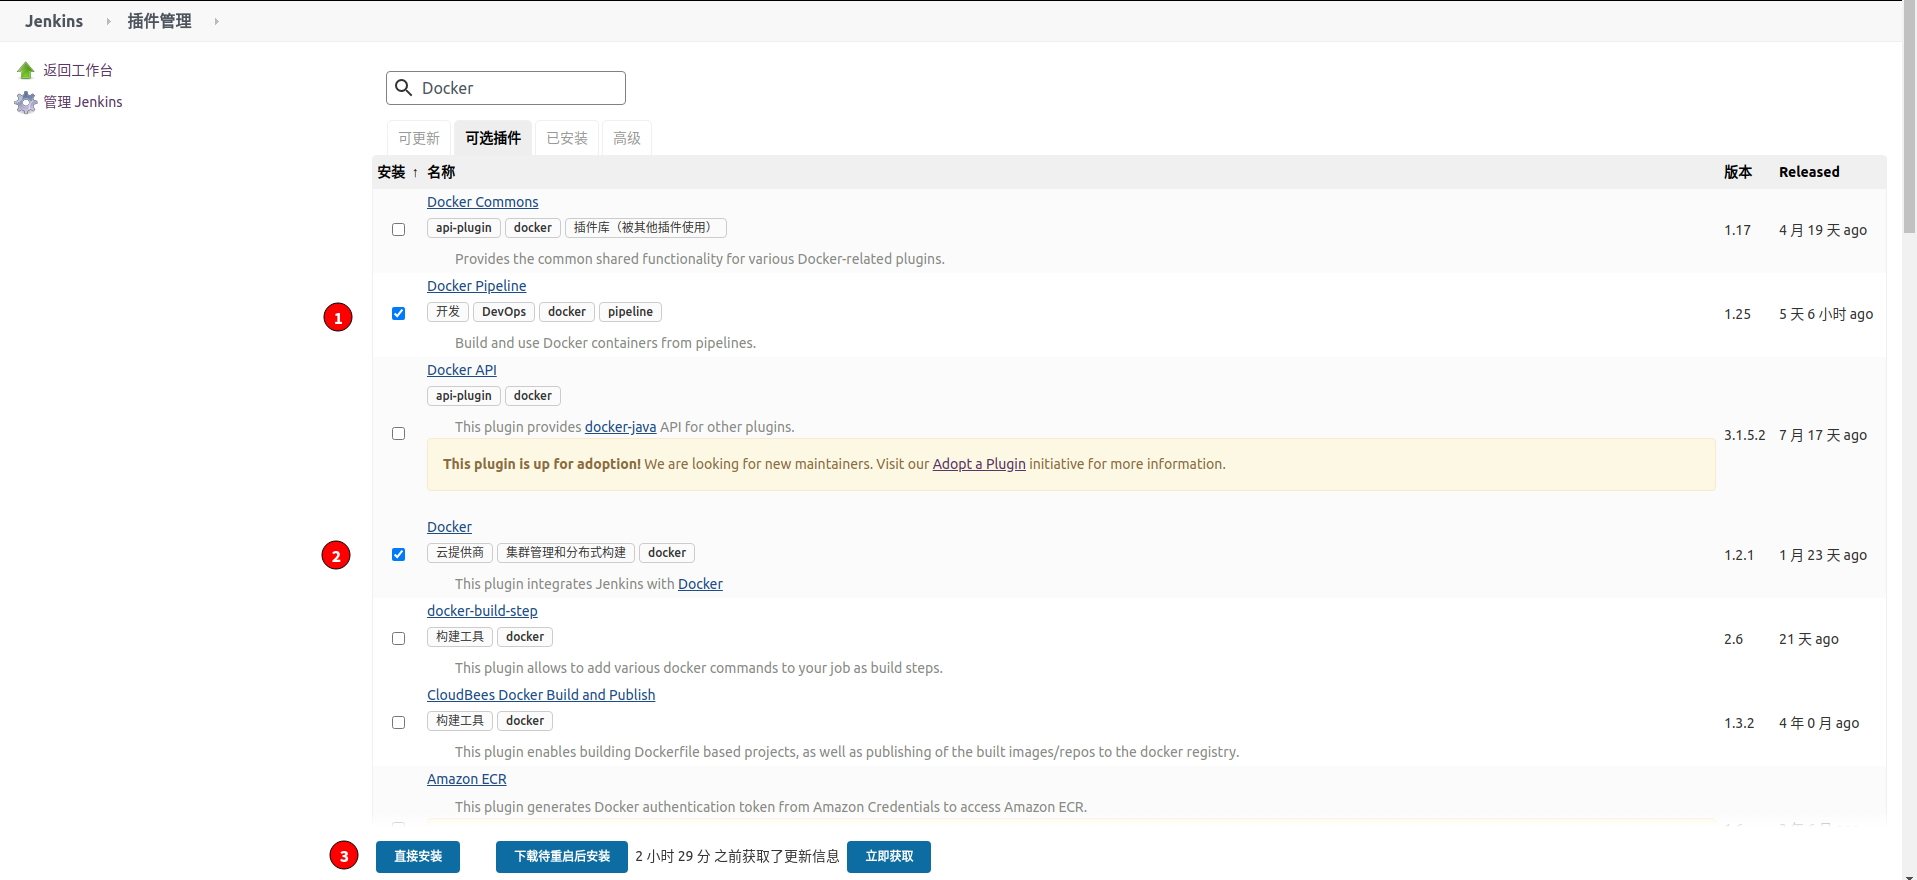 Jenkins 插件管理
返回工作台
管理 Jenkins
Docker
可更新 可选插件 已安装 高级
安装 ↑ 名称 版本 Released
Docker Commons
api-plugin docker 插件库（被其他插件使用）
1.17 4 月 19 天 ago
Provides the common shared functionality for various Docker-related plugins.
Docker Pipeline
1 开发 DevOps docker pipeline
1.25 5 天 6 小时 ago
Build and use Docker containers from pipelines.
Docker API
api-plugin docker
This plugin provides docker-java API for other plugins.
3.1.5.2 7 月 17 天 ago
This plugin is up for adoption! We are looking for new maintainers. Visit our Adopt a Plugin initiative for more information.
Docker
2 云提供商 集群管理和分布式构建 docker
1.2.1 1 月 23 天 ago
This plugin integrates Jenkins with Docker
docker-build-step
构建工具 docker
2.6 21 天 ago
This plugin allows to add various docker commands to your job as build steps.
CloudBees Docker Build and Publish
构建工具 docker
1.3.2 4 年 0 月 ago
This plugin enables building Dockerfile based projects, as well as publishing of the built images/repos to the docker registry.
Amazon ECR
This plugin generates Docker authentication token from Amazon Credentials to access Amazon ECR.
3 直接安装 下载待重启后安装 2 小时 29 分 之前获取了更新信息 立即获取